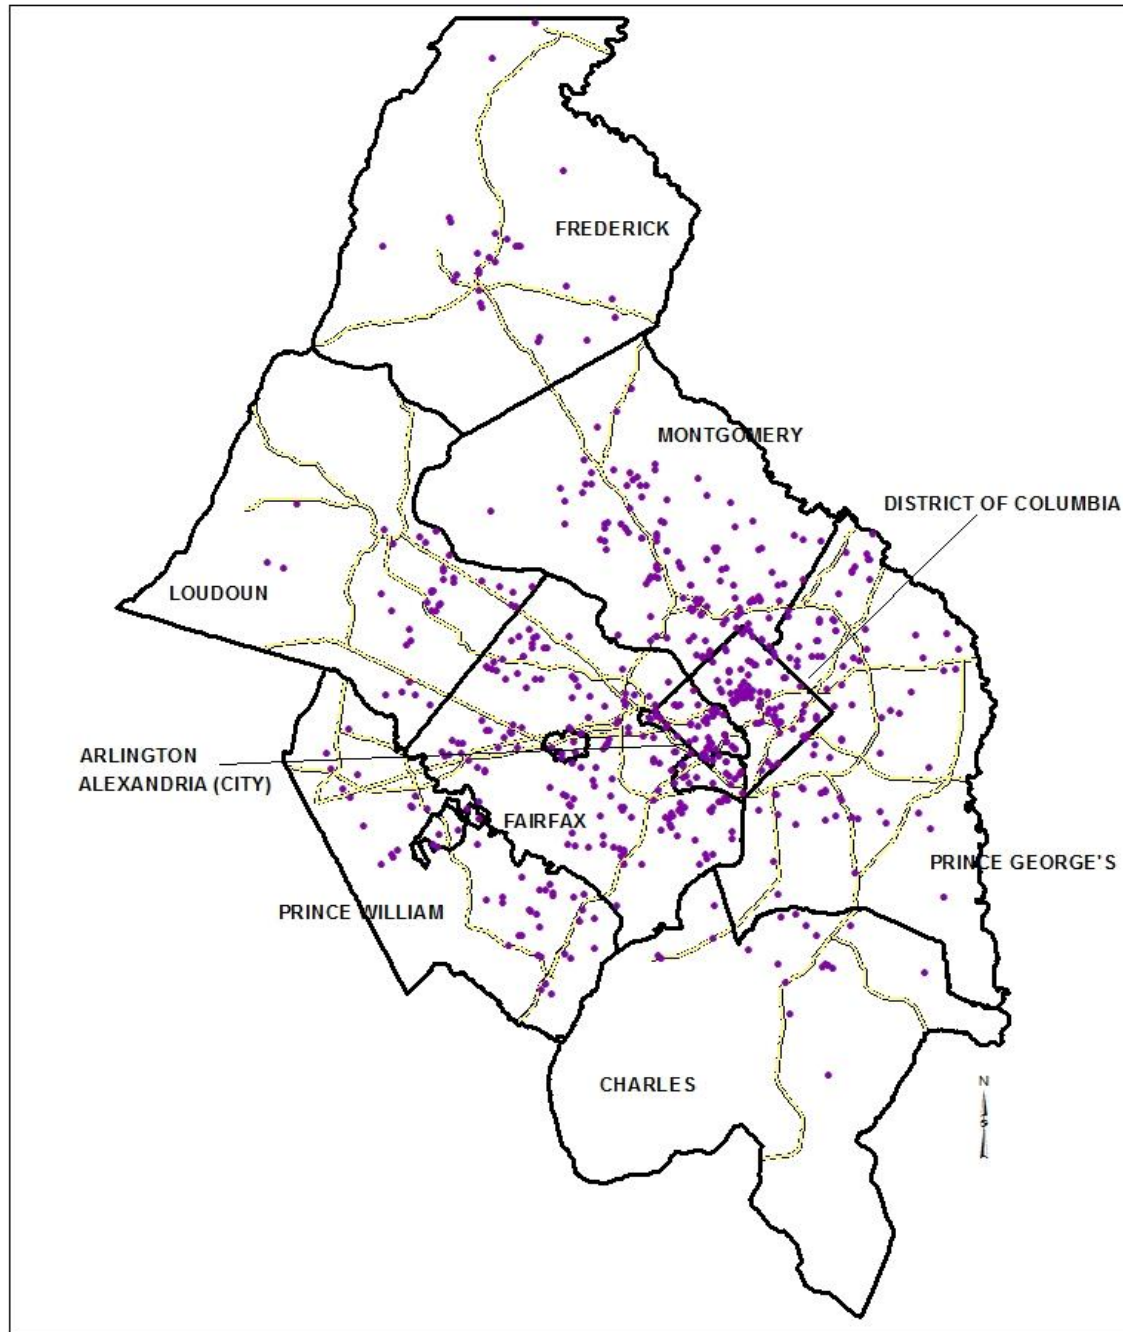 FREDERICK
MONTGOMERY
DISTRICT OF COLUMBIA
LOUDOUN
ARLINGTON
ALEXANDRIA (CITY)
FAIRFAX
PRINCE GEORGE'S
PRINCE WILLIAM
CHARLES
N